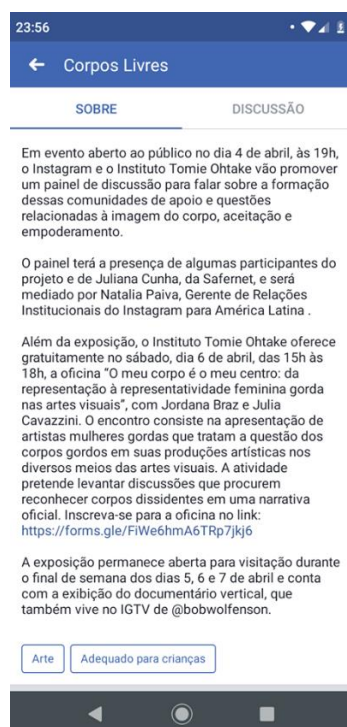 23:56
Corpos Livres
SOBRE
DISCUSSÃO
Em evento aberto ao público no dia 4 de abril, às 19h,
o Instagram e o Instituto Tomie Ohtake vão promover
um painel de discussão para falar sobre a formação
dessas comunidades de apoio e questões
relacionadas à imagem do corpo, aceitação e
empoderamento.
O painel terá a presença de algumas participantes do
projeto e de Juliana Cunha, da Safernet, e será
mediado por Natalia Paiva, Gerente de Relações
Institucionais do Instagram para América Latina .
Além da exposição, o Instituto Tomie Ohtake oferece
gratuitamente no sábado, dia 6 de abril, das 15h às
18h, a oficina “O meu corpo é o meu centro: da
representação à representatividade feminina gorda
nas artes visuais”, com Jordana Braz e Julia
Cavazzini. O encontro consiste na apresentação de
artistas mulheres gordas que tratam a questão dos
corpos gordos em suas produções artísticas nos
diversos meios das artes visuais. A atividade
pretende levantar discussões que procurem
reconhecer corpos dissidentes em uma narrativa
oficial. Inscreva-se para a oficina no link:
https://forms.gle/FiWe6hmA6TRp7jkj6
A exposição permanece aberta para visitação durante
o final de semana dos dias 5, 6 e 7 de abril e conta
com a exibição do documentário vertical, que
também vive no IGTV de @bobwolfenson.
Arte
Adequado para crianças